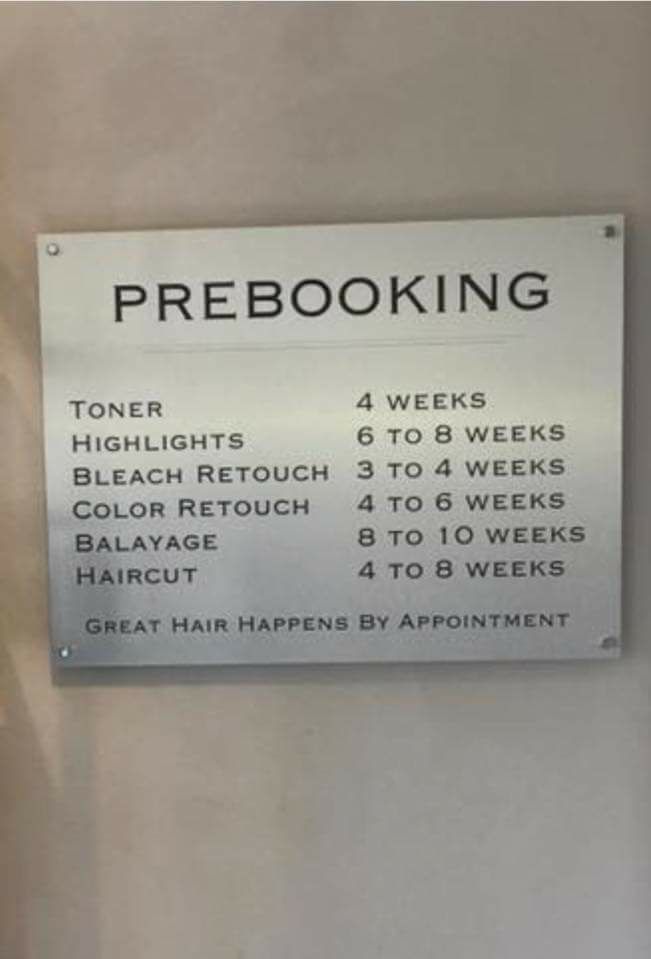 PREBOOKING
TONER 4 WEEKS
HIGHLIGHTS 6 TO 8 WEEKS
BLEACH RETOUCH 3 TO 4 WEEKS
COLOR RETOUCH 4 TO 6 WEEKS
BALAYAGE 8 TO 10 WEEKS
HAIRCUT 4 TO 8 WEEKS
GREAT HAIR HAPPENS BY APPOINTMENT